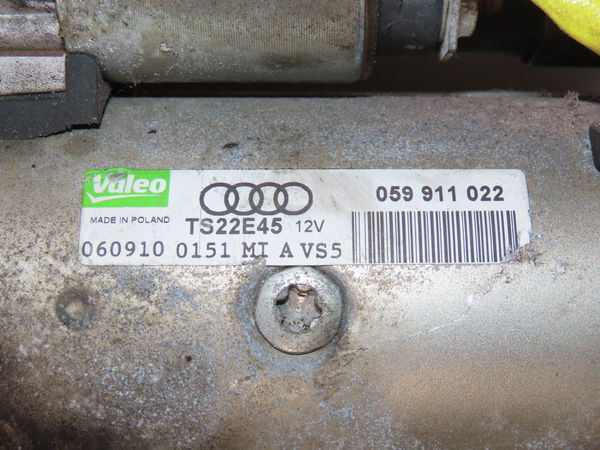 Valeo
059 911 022
MADE IN POLAND
TS22E45 12V
060910 0151 MI A VS5